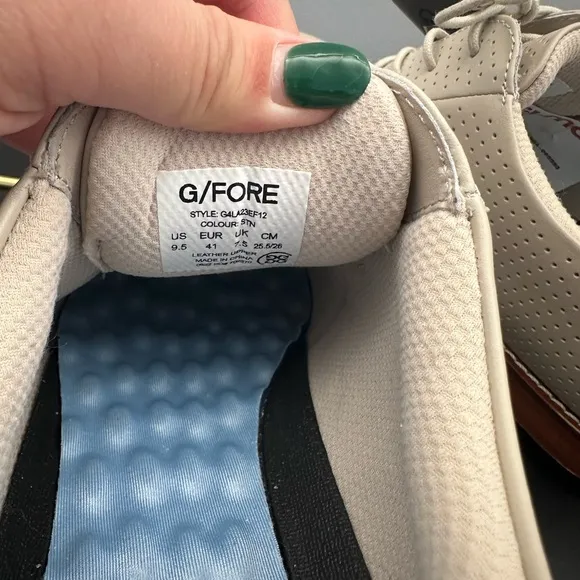 G/FORE
STYLE: G4LA23EF12
COLOUR: STN
US EUR UK CM
9.5 41 7.5 25.5/26
LEATHER UPPER
MADE IN CHINA